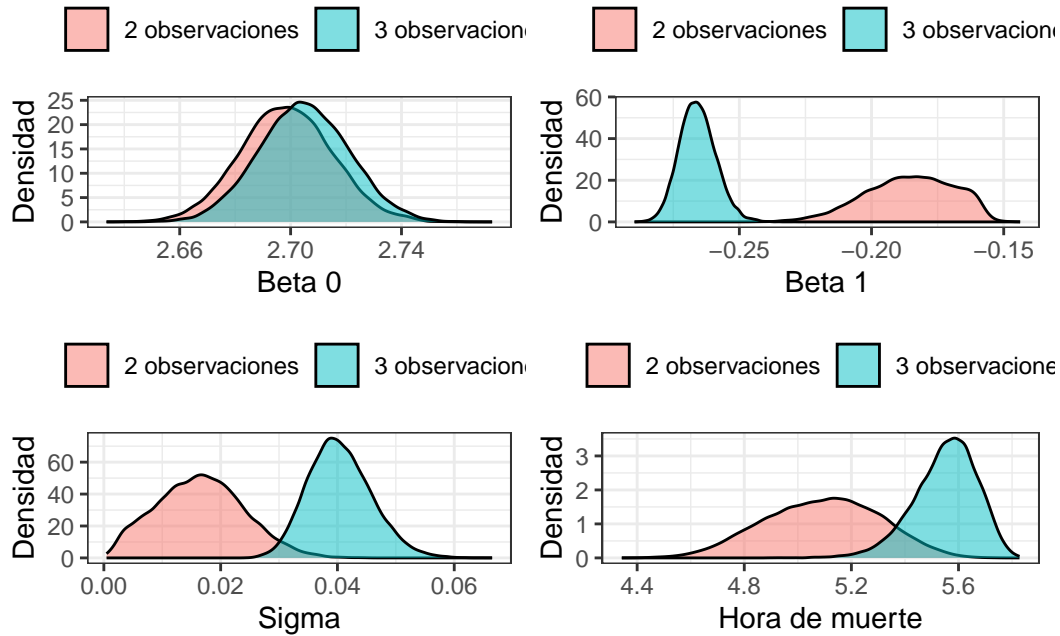 2 observaciones 3 observacion
Densidad
25
20
15
10
5
0
2.66 2.70 2.74
Beta 0
2 observaciones 3 observacione
Densidad
60
40
20
0
−0.25 −0.20 −0.15
Beta 1
2 observaciones 3 observacion
Densidad
60
40
20
0
0.00 0.02 0.04 0.06
Sigma
2 observaciones 3 observacione
Densidad
3
2
1
0
4.4 4.8 5.2 5.6
Hora de muerte